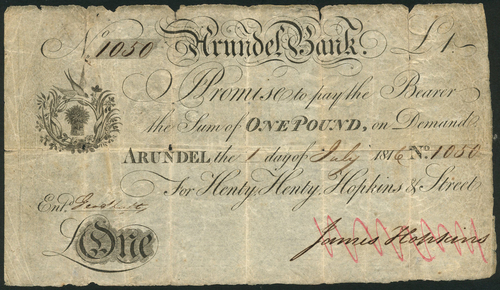 No. 1050 Arundel Bank. £1
I Promise to pay the Bearer
the Sum of ONE POUND, on Demand
ARUNDEL the 1 day of July 1816 No. 1050
For Henty, Henty, Hopkins & Street
Entd.
£One
James Hopkins